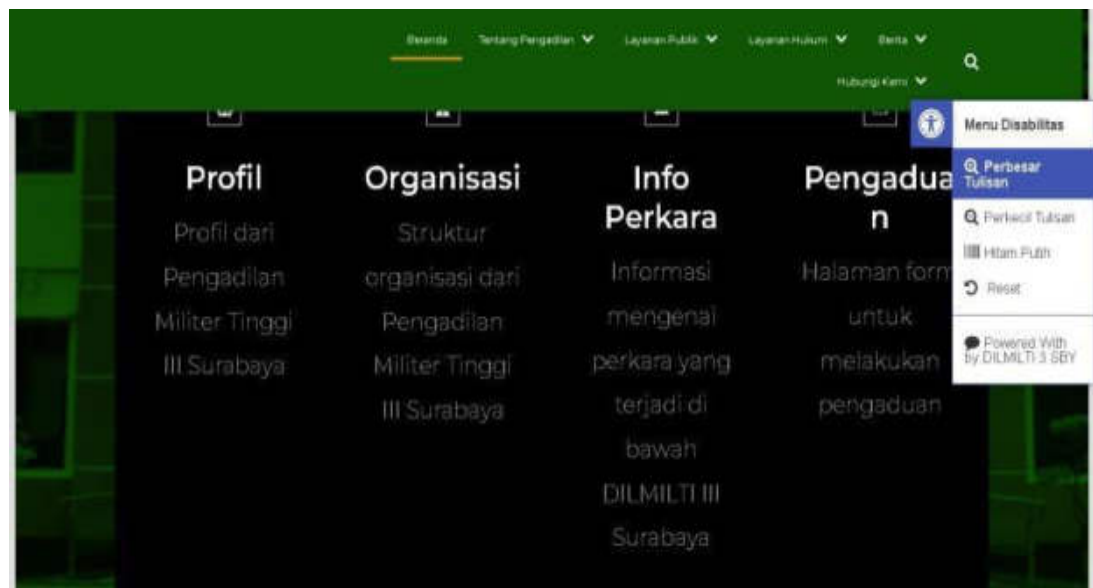 Beranda
Tentang Pengadilan
Layanan Publik
Layanan Hukum
Berita
Hubungi Kami
Menu Disabilitas
Perbesar
Tulisan
Perkecil Tulisan
Hitam Putih
Reset
Powered With
by DILMILTI 3 SBY
Profil
Profil dari
Pengadilan
Militer Tinggi
III Surabaya
Organisasi
Struktur
organisasi dari
Pengadilan
Militer Tinggi
III Surabaya
Info
Perkara
Informasi
mengenai
perkara yang
terjadi di
bawah
DILMILTI III
Surabaya
Pengadua
n
Halaman form
untuk
melakukan
pengaduan